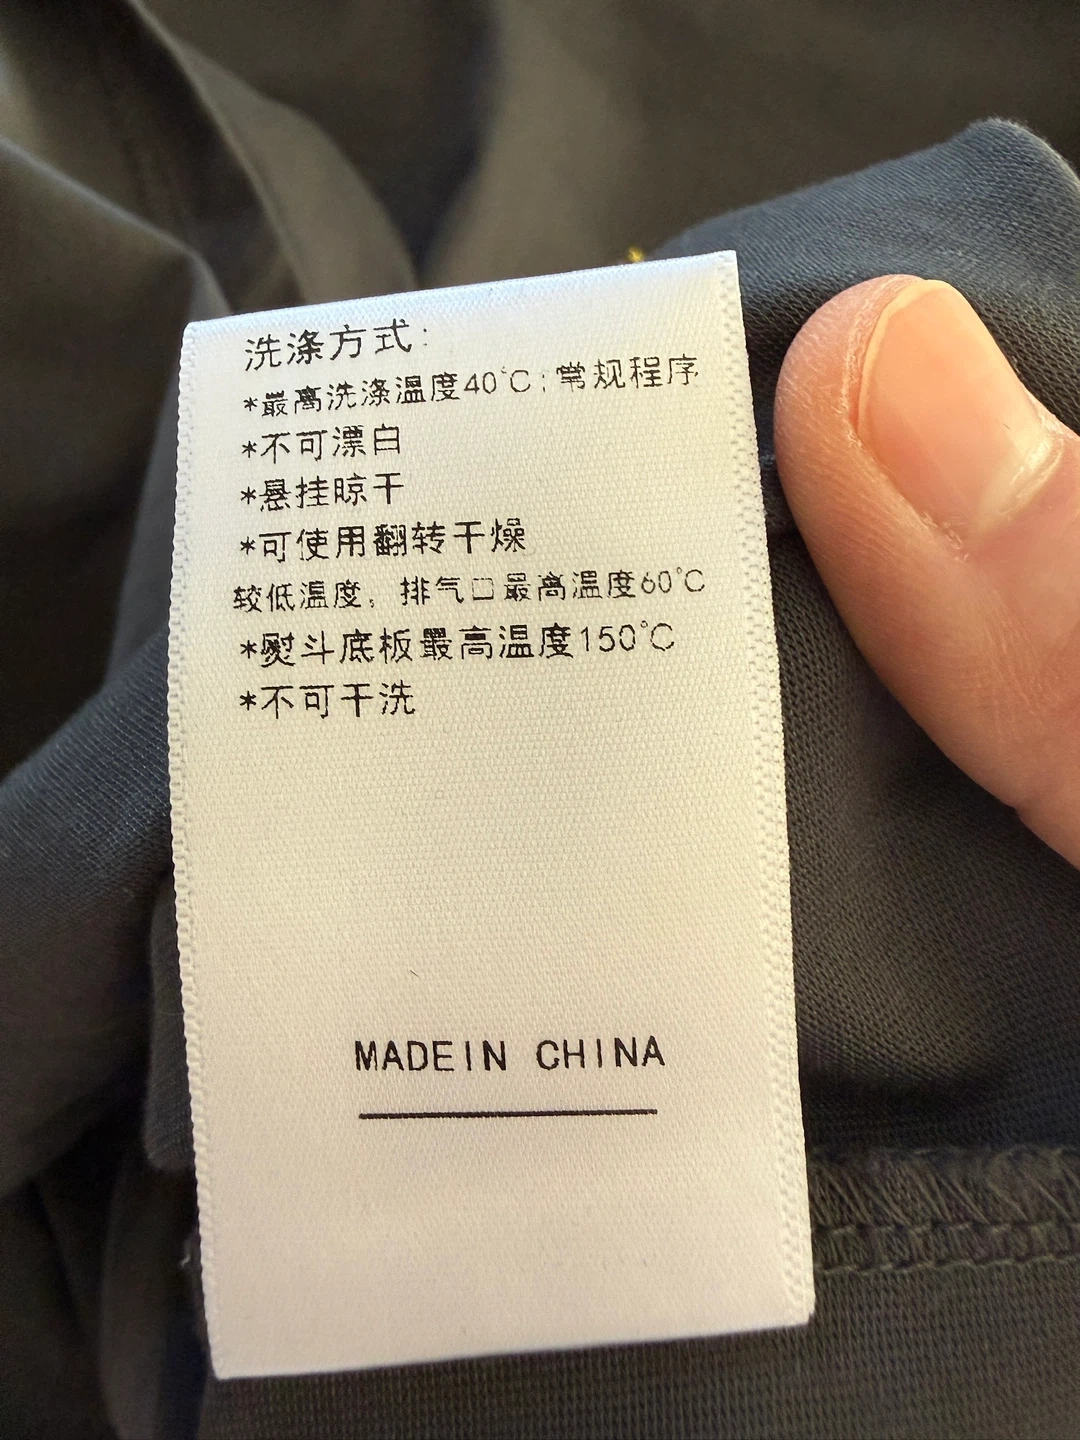 洗涤方式:
*最高洗涤温度40℃;常规程序
*不可漂白
*悬挂晾干
*可使用翻转干燥
较低温度，排气口最高温度60℃
*熨斗底板最高温度150℃
*不可干洗
MADEIN CHINA